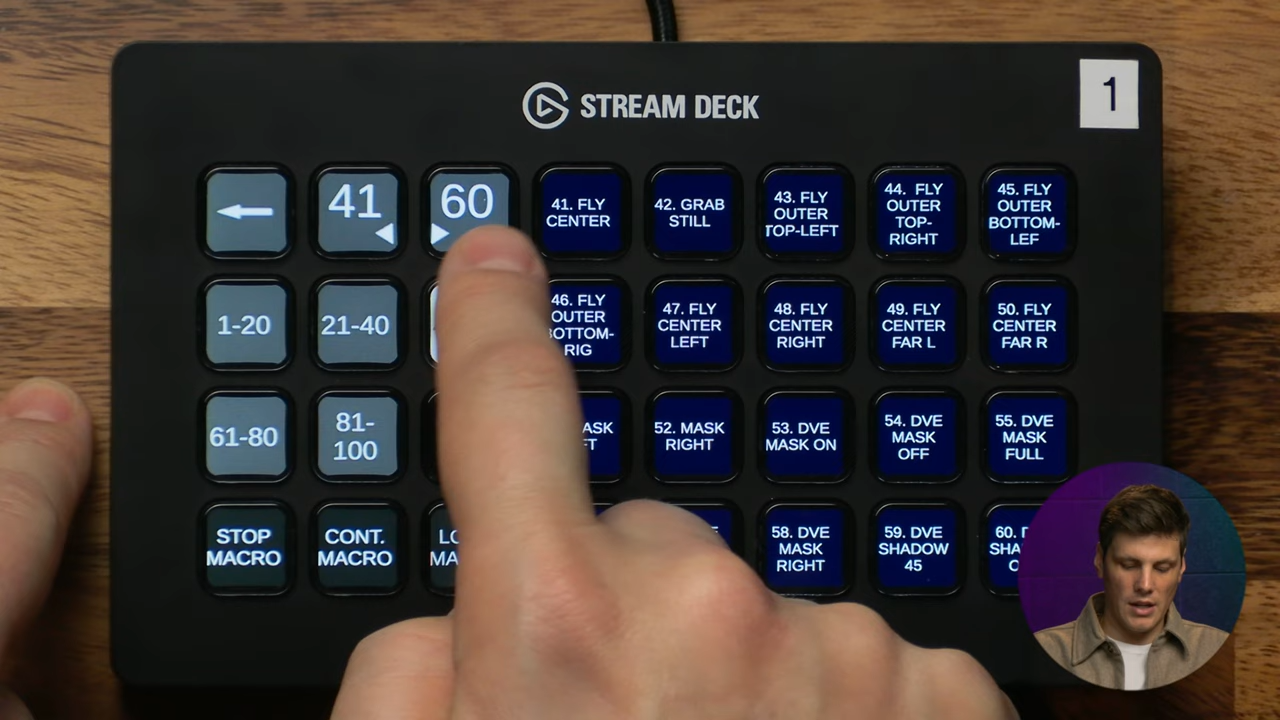 STREAM DECK
1
41
60
41. FLY
CENTER
42. GRAB
STILL
43. FLY
OUTER
TOP-LEFT
44. FLY
OUTER
TOP-
RIGHT
45. FLY
OUTER
BOTTOM-
LEF
1-20
21-40
46. FLY
OUTER
BOTTOM-
RIG
47. FLY
CENTER
LEFT
48. FLY
CENTER
RIGHT
49. FLY
CENTER
FAR L
50. FLY
CENTER
FAR R
61-80
81-
100
52. MASK
RIGHT
53. DVE
MASK ON
54. DVE
MASK
OFF
55. DVE
MASK
FULL
STOP
MACRO
CONT.
MACRO
58. DVE
MASK
RIGHT
59. DVE
SHADOW
45
60.